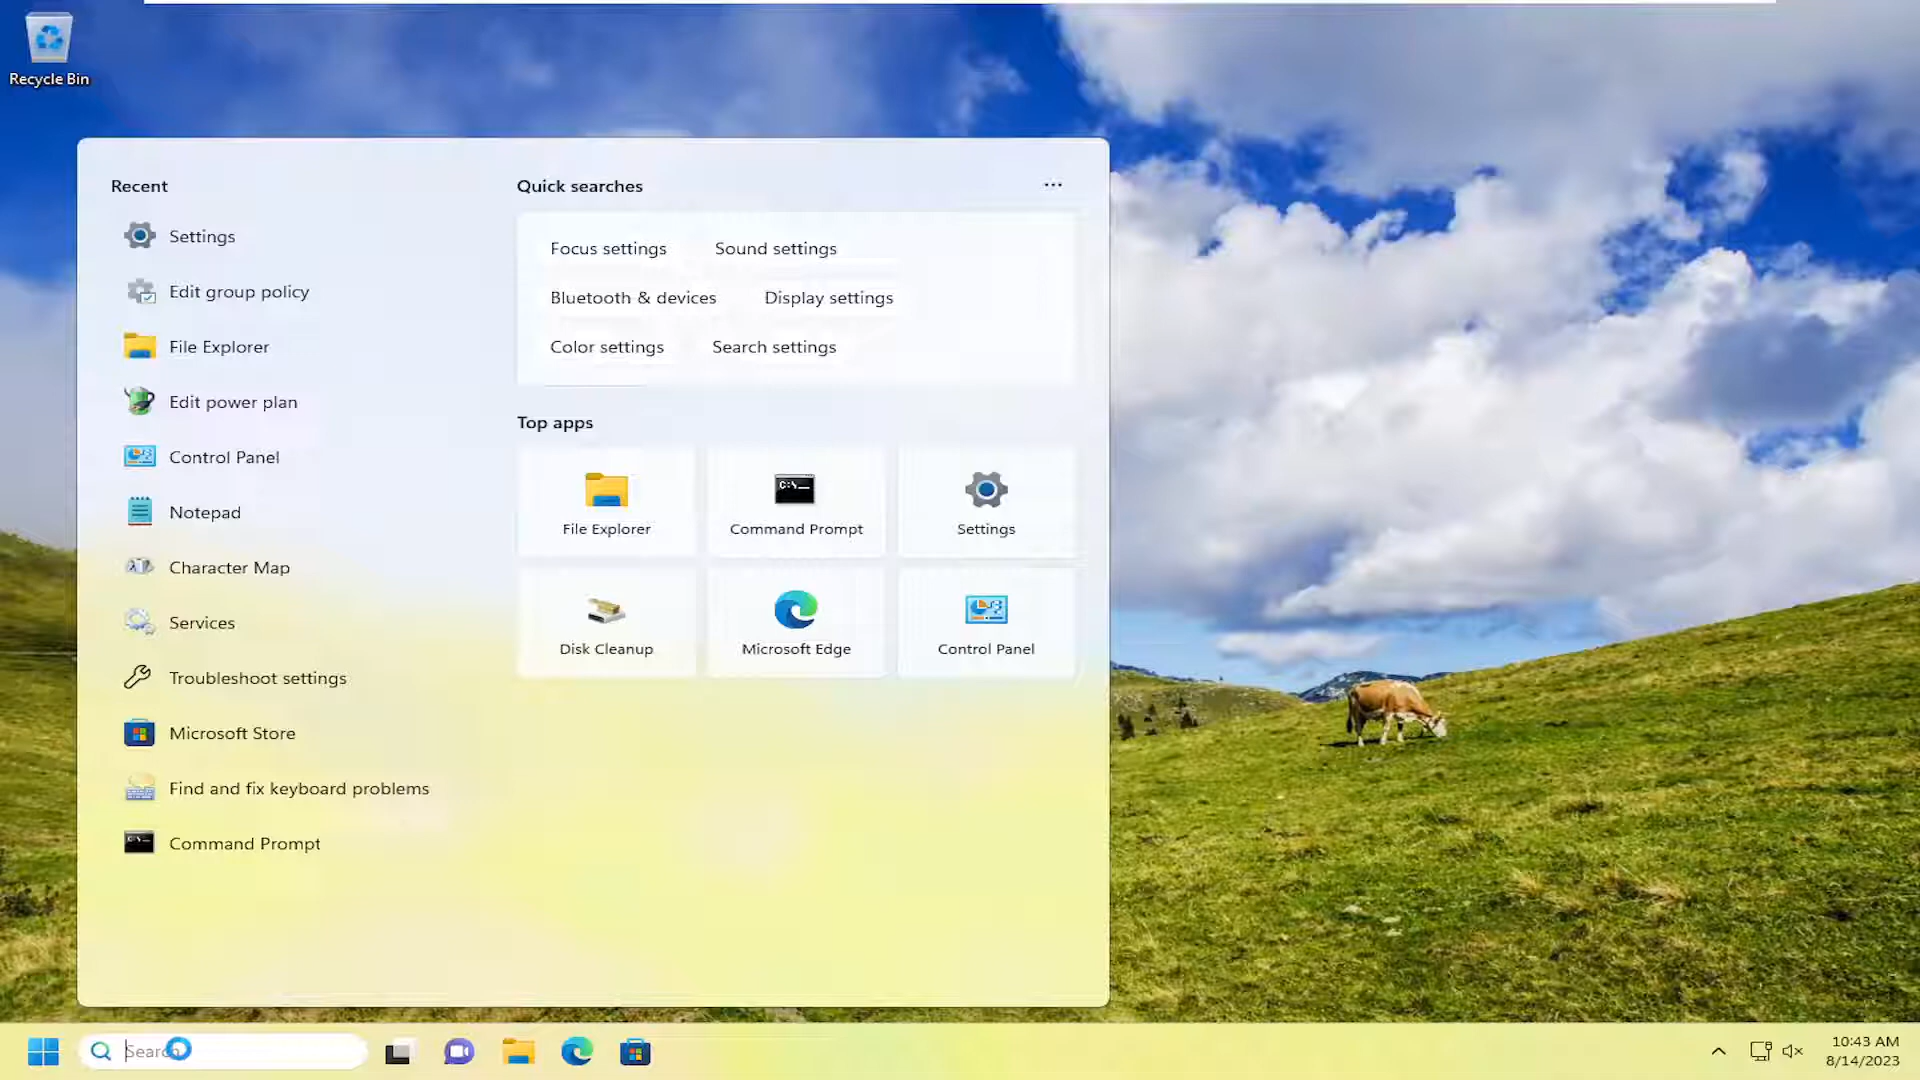 Recycle Bin
Recent
Settings
Edit group policy
File Explorer
Edit power plan
Control Panel
Notepad
Character Map
Services
Troubleshoot settings
Microsoft Store
Find and fix keyboard problems
Command Prompt
Quick searches
Focus settings Sound settings
Bluetooth & devices Display settings
Color settings Search settings
Top apps
File Explorer Command Prompt Settings
Disk Cleanup Microsoft Edge Control Panel
Search
10:43 AM
8/14/2023